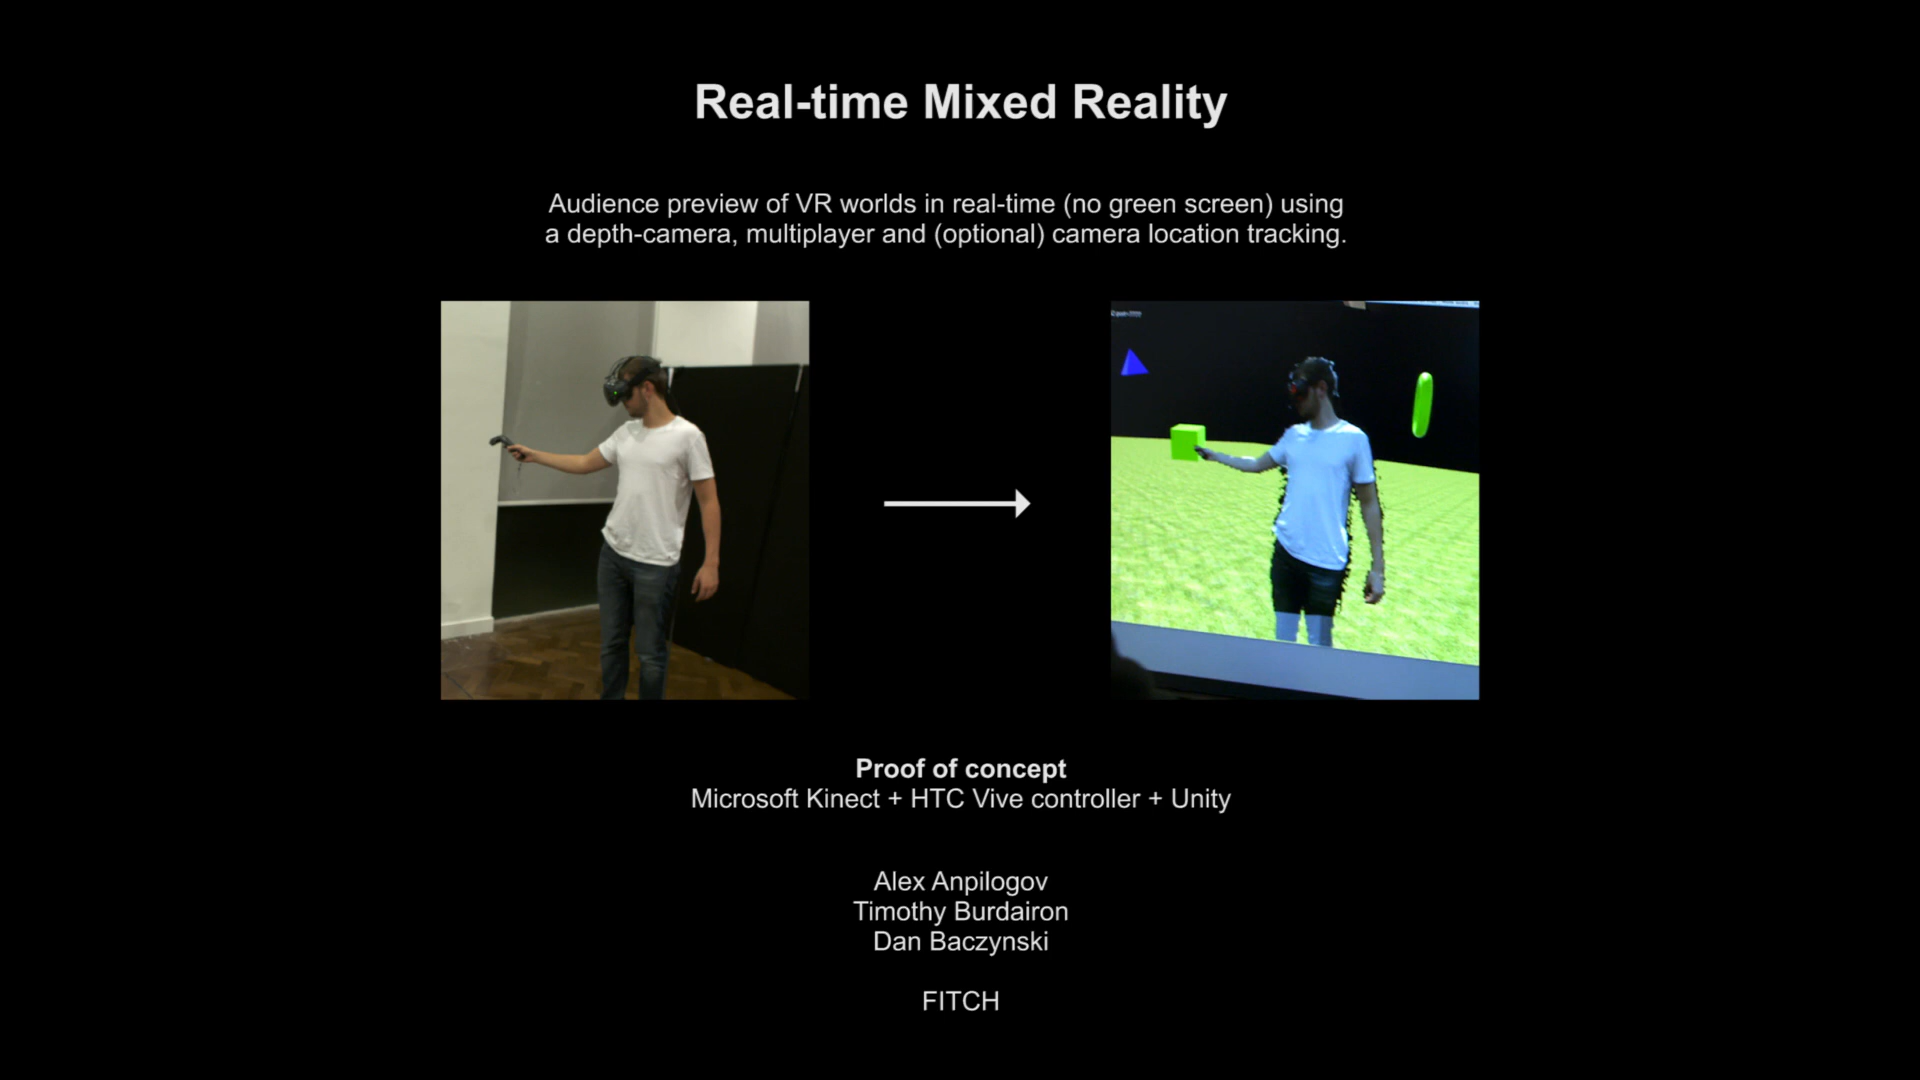 Real-time Mixed Reality
Audience preview of VR worlds in real-time (no green screen) using
a depth-camera, multiplayer and (optional) camera location tracking.
Proof of concept
Microsoft Kinect + HTC Vive controller + Unity
Alex Anpilogov
Timothy Burdairon
Dan Baczynski
FITCH